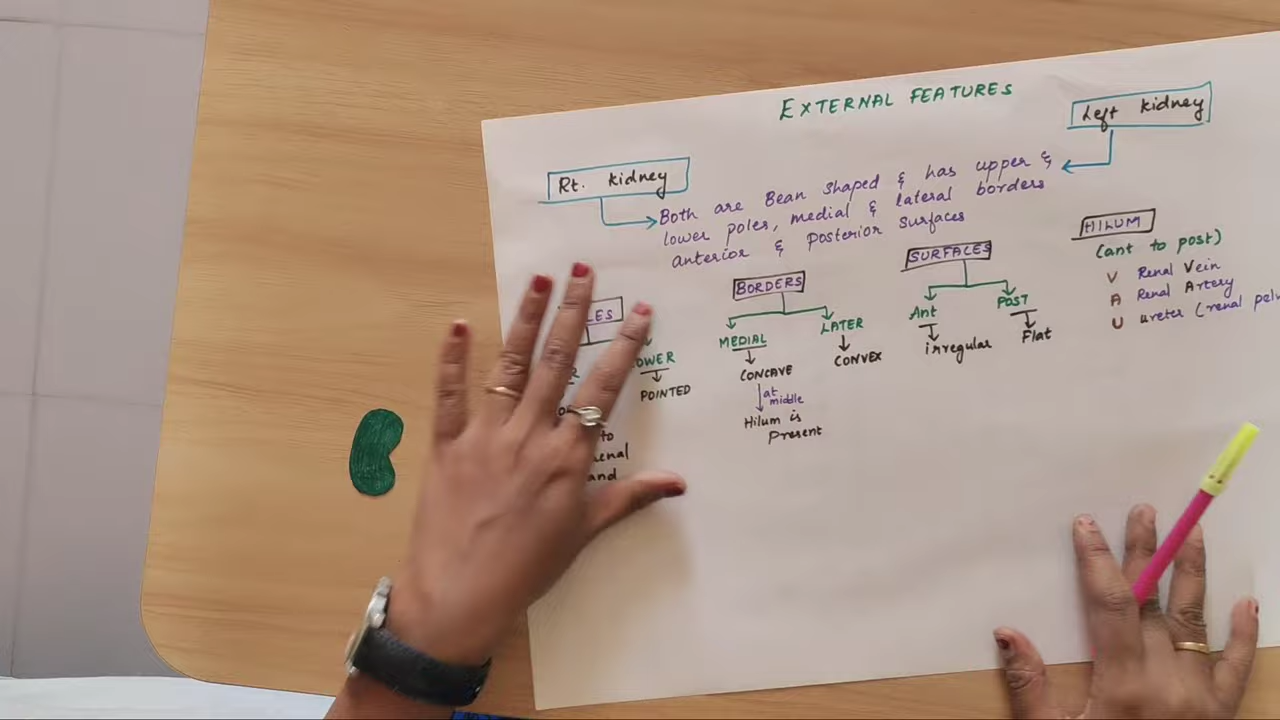 EXTERNAL FEATURES
Left kidney
Rt. kidney
Both are Bean shaped & has upper &
lower poles, medial & lateral borders
anterior & Posterior surfaces
BORDERS
MEDIAL
CONCAVE
at
middle
Hilum is
Present
LATER
CONVEX
SURFACES
Ant
irregular
POST
Flat
HILUM
(ant to post)
V Renal Vein
A Renal Artery
U ureter (renal
POINTED
to